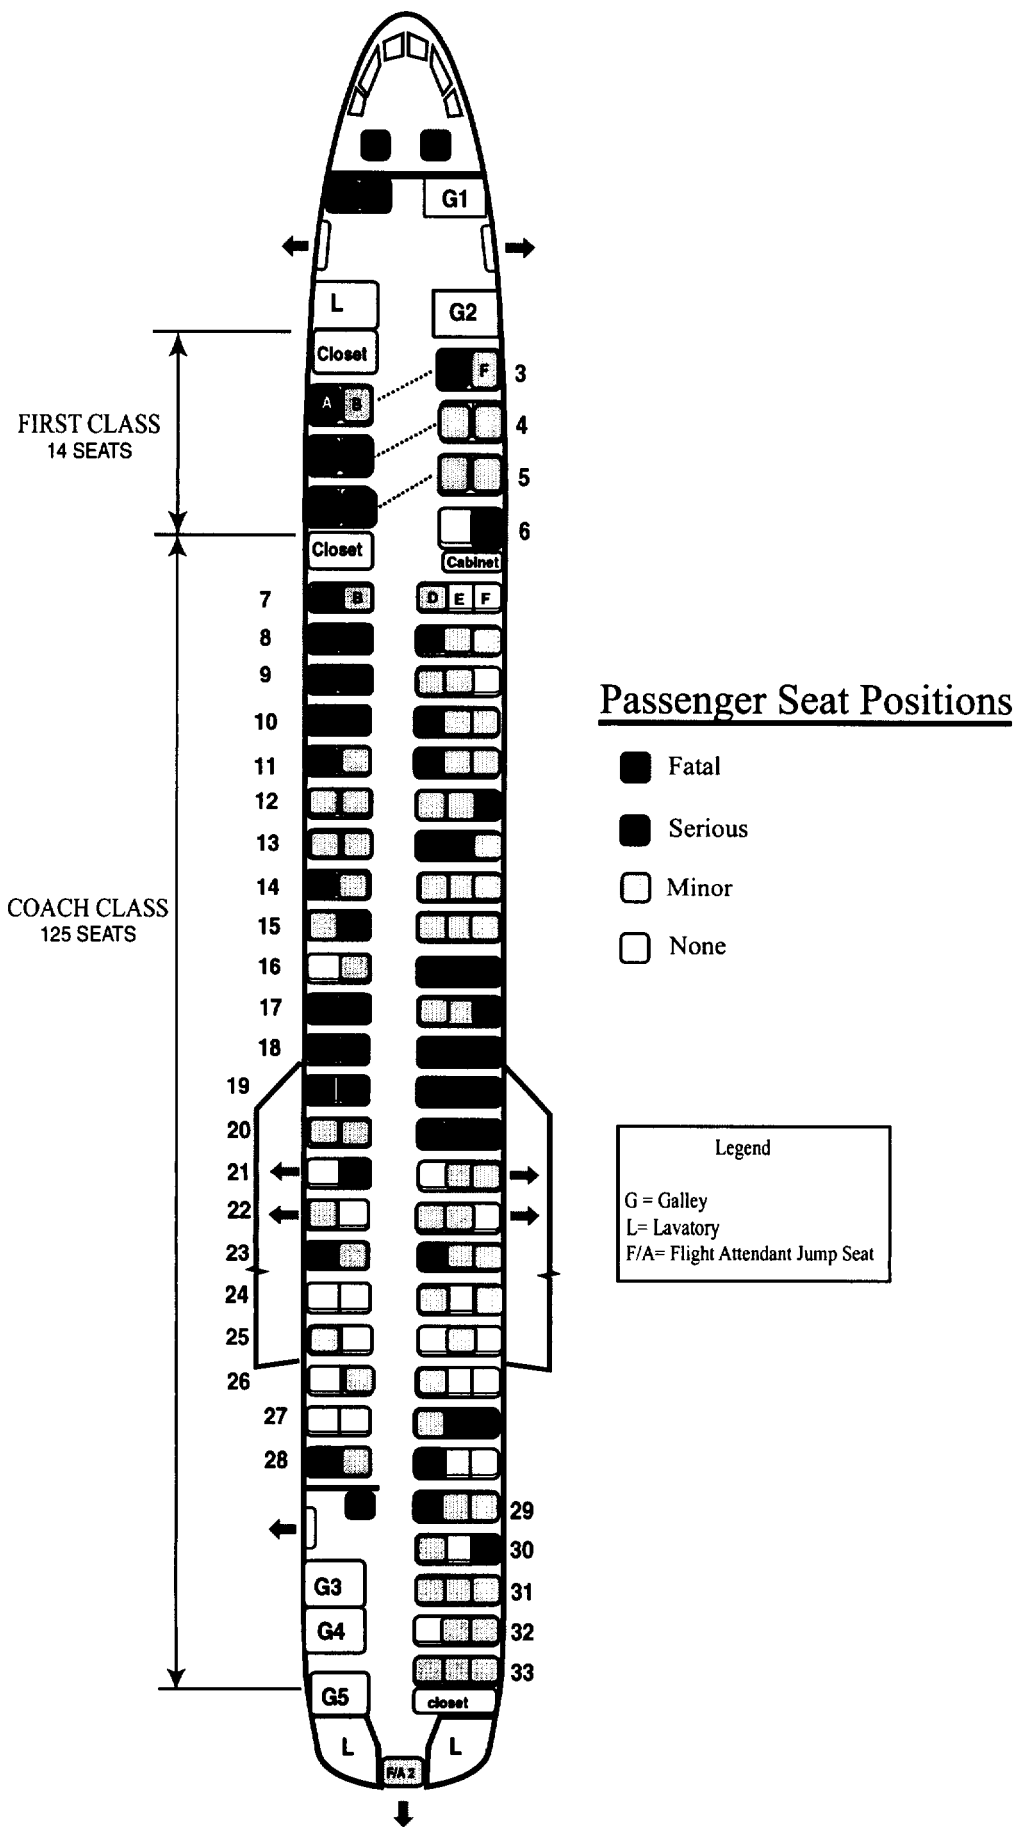 G1
L
G2
Closet
F
3
A B
FIRST CLASS
14 SEATS
4
5
6
Closet
Cabinet
7
B
D E F
8
9
Passenger Seat Positions
10
Fatal
11
12
Serious
13
14
Minor
COACH CLASS
125 SEATS
15
None
16
17
18
19
20
Legend
21
G = Galley
22
L= Lavatory
F/A= Flight Attendant Jump Seat
23
24
25
26
27
28
29
30
G3
31
G4
32
33
G5
closet
L
L
F/A 2